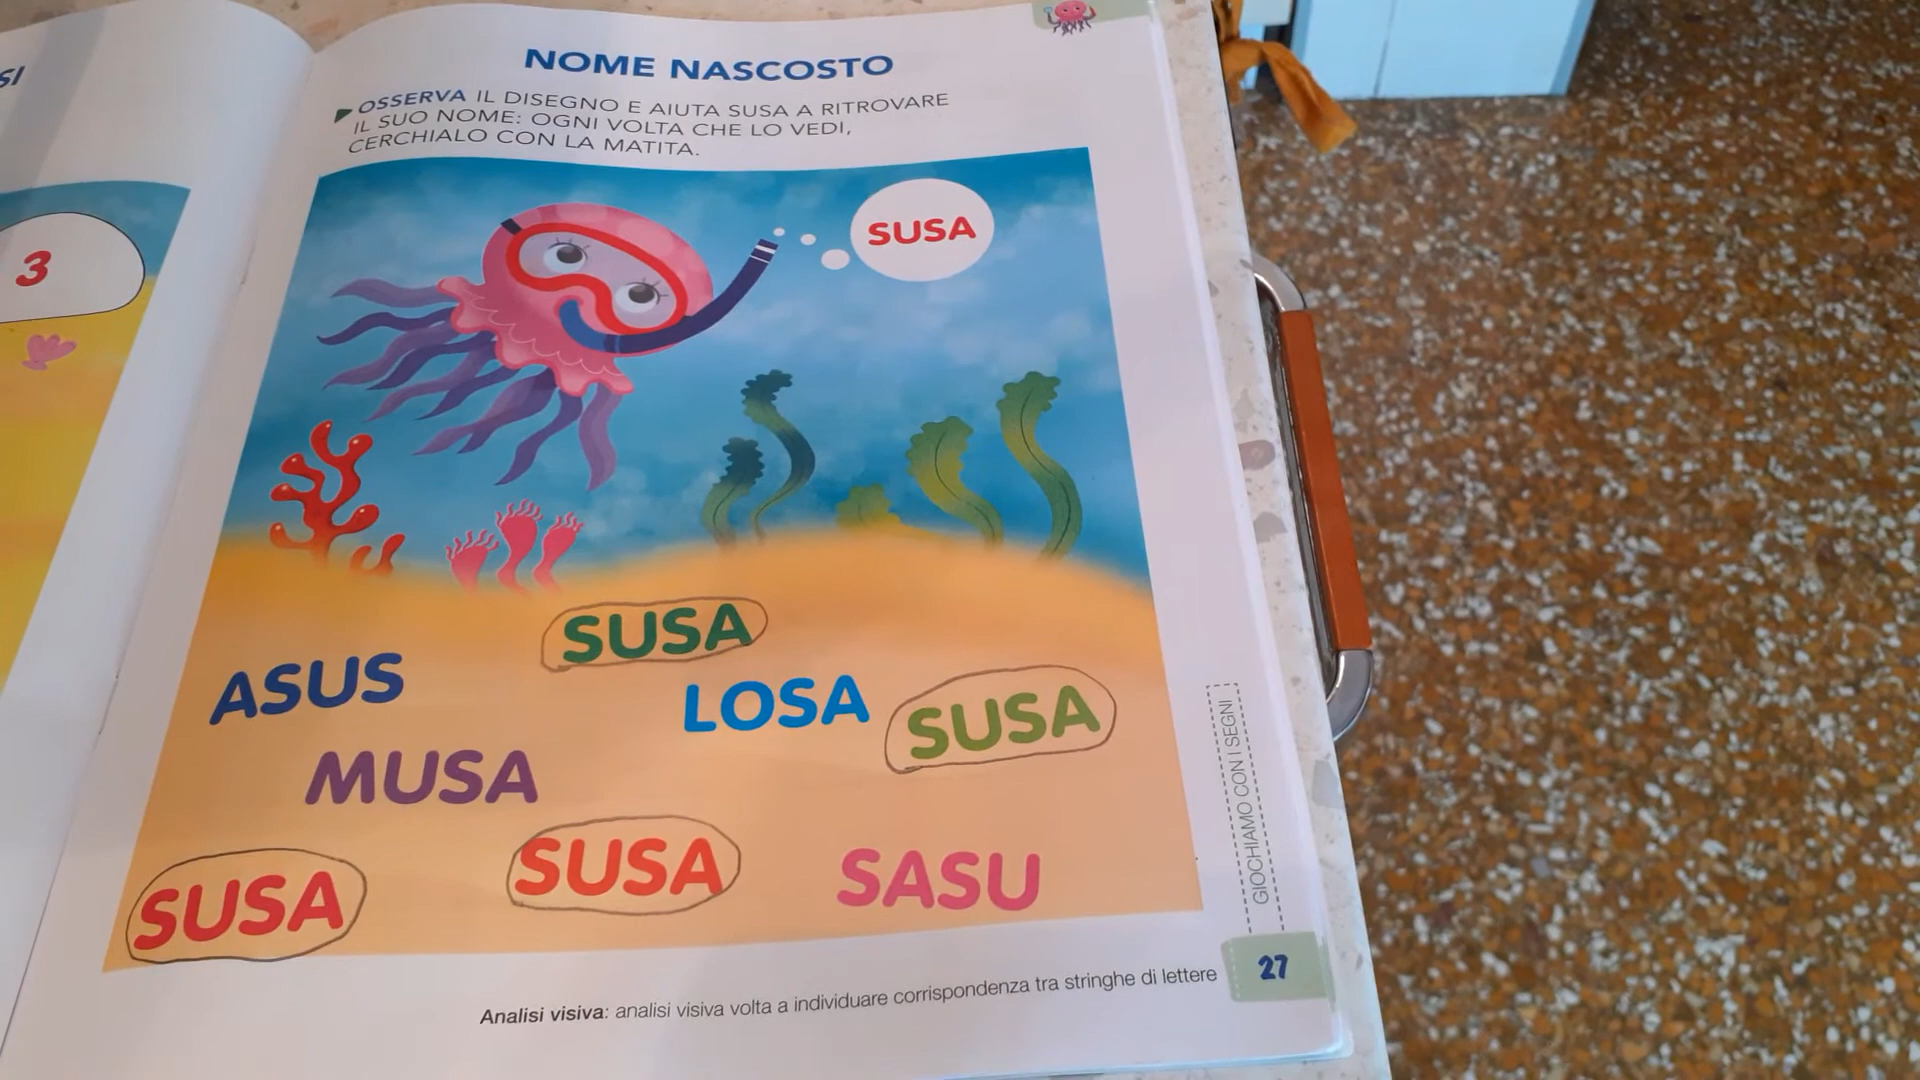 SI
3
NOME NASCOSTO
OSSERVA IL DISEGNO E AIUTA SUSA A RITROVARE
IL SUO NOME: OGNI VOLTA CHE LO VEDI,
CERCHIALO CON LA MATITA.
SUSA
SUSA
ASUS
LOSA
SUSA
MUSA
SUSA
SUSA
SASU
GIOCHIAMO CON I SEGNI
27
Analisi visiva: analisi visiva volta a individuare corrispondenza tra stringhe di lettere